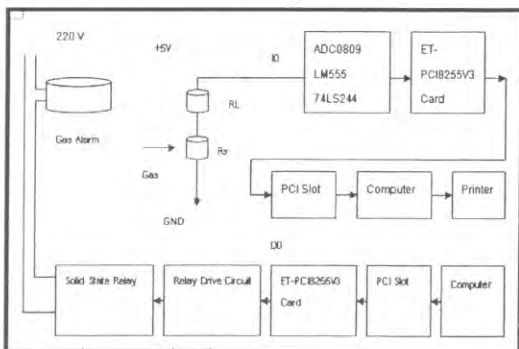 220 V
+5V
I0
ADC0809
LM555
74LS244
ET-
PCI8255V3
Card
RL
Gas Alarm
Rs
Gas
GND
PCI Slot
Computer
Printer
D0
Solid State Relay
Relay Drive Circuit
ET-PCI8255V3
Card
PCI Slot
Computer